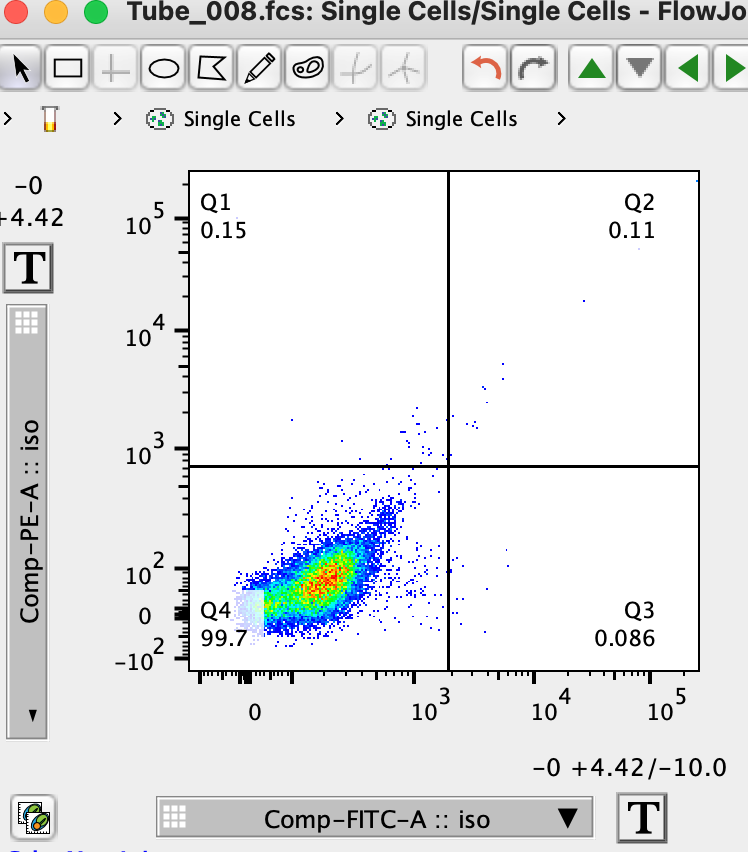 Tube_008.fcs: Single Cells/Single Cells - FlowJo
Single Cells
Single Cells
-0
+4.42
T
Q1
0.15
Q2
0.11
10^5
10^4
10^3
10^2
0
-10^2
Comp-PE-A :: iso
Q4
99.7
Q3
0.086
0
10^3
10^4
10^5
-0 +4.42/-10.0
Comp-FITC-A :: iso
T